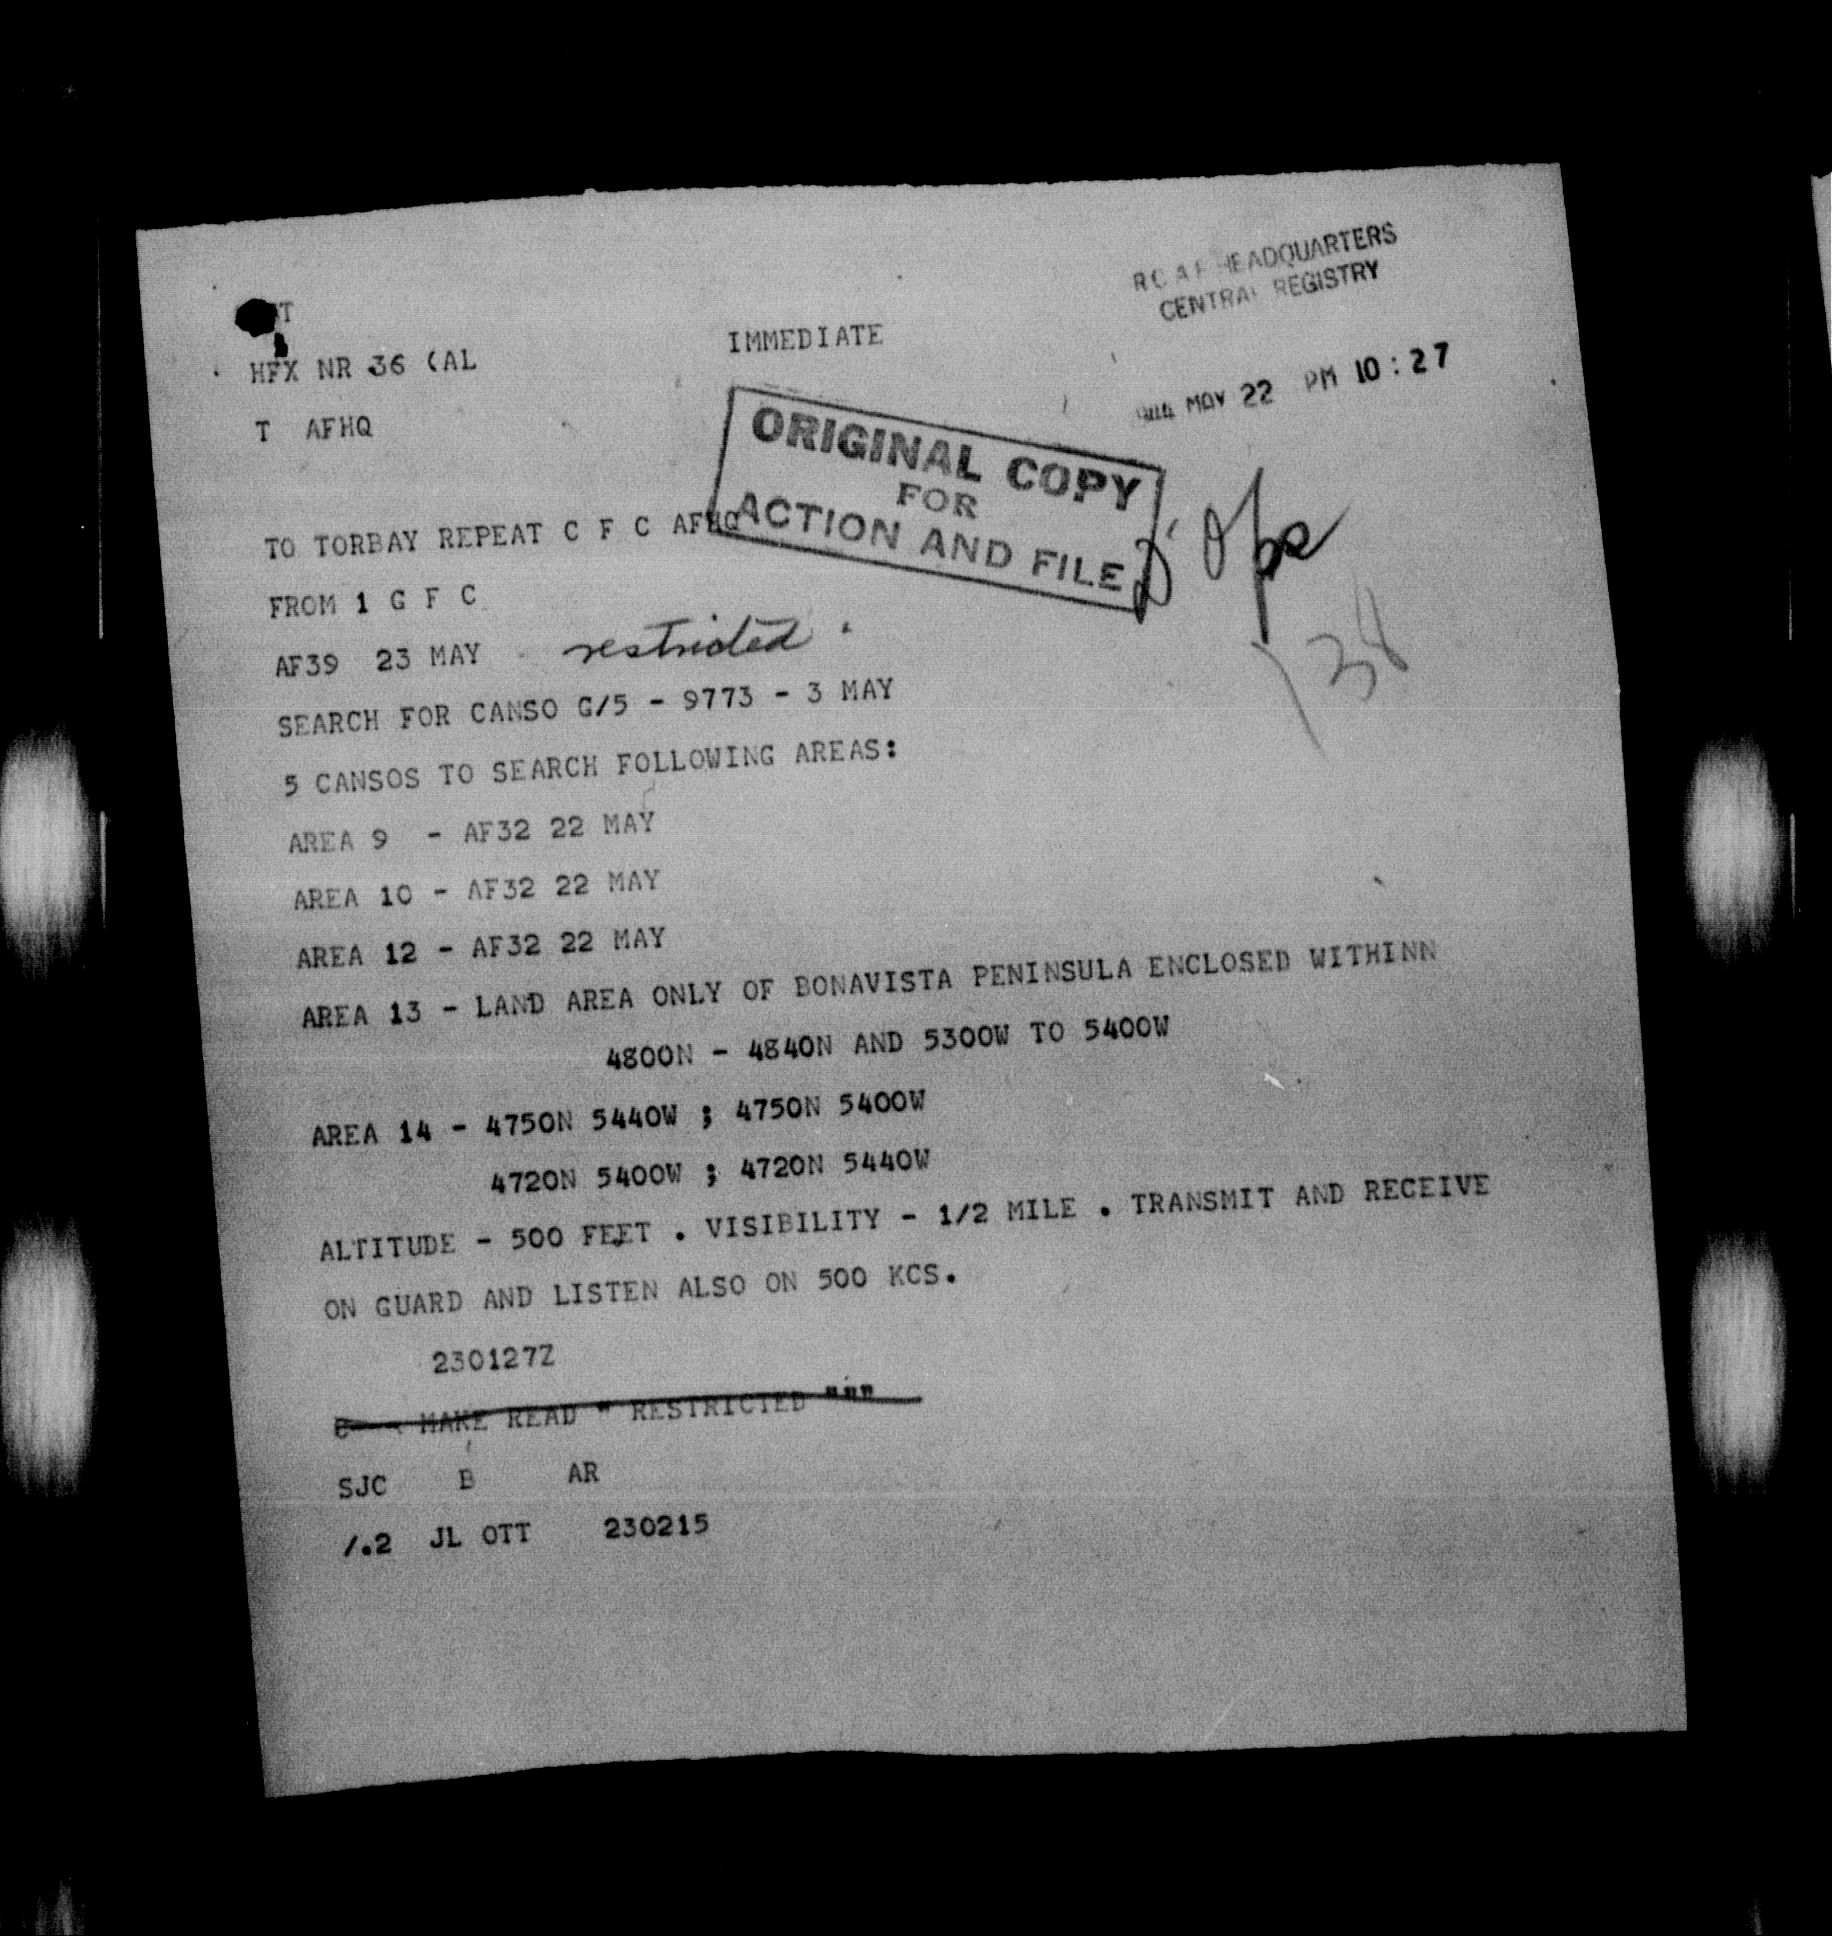 R C A F HEADQUARTERS
CENTRAL REGISTRY
IMMEDIATE
HFX NR 36 (AL
MAY 22 PM 10:27
T AFHQ
ORIGINAL COPY
FOR
ACTION AND FILE
TO TORBAY REPEAT C F C AFHQ
D Ops
FROM 1 G F C
AF39 23 MAY restricted.
SEARCH FOR CANSO G/5 - 9773 - 3 MAY
5 CANSOS TO SEARCH FOLLOWING AREAS:
AREA 9 - AF32 22 MAY
AREA 10 - AF32 22 MAY
AREA 12 - AF32 22 MAY
AREA 13 - LAND AREA ONLY OF BONAVISTA PENINSULA ENCLOSED WITHINN
4800N - 4840N AND 5300W TO 5400W
AREA 14 - 4750N 5440W ; 4750N 5400W
4720N 5400W ; 4720N 5440W
ALTITUDE - 500 FEET . VISIBILITY - 1/2 MILE . TRANSMIT AND RECEIVE
ON GUARD AND LISTEN ALSO ON 500 KCS.
230127Z
C MAKE READ " RESTRICTED """
SJC B AR
/.2 JL OTT 230215